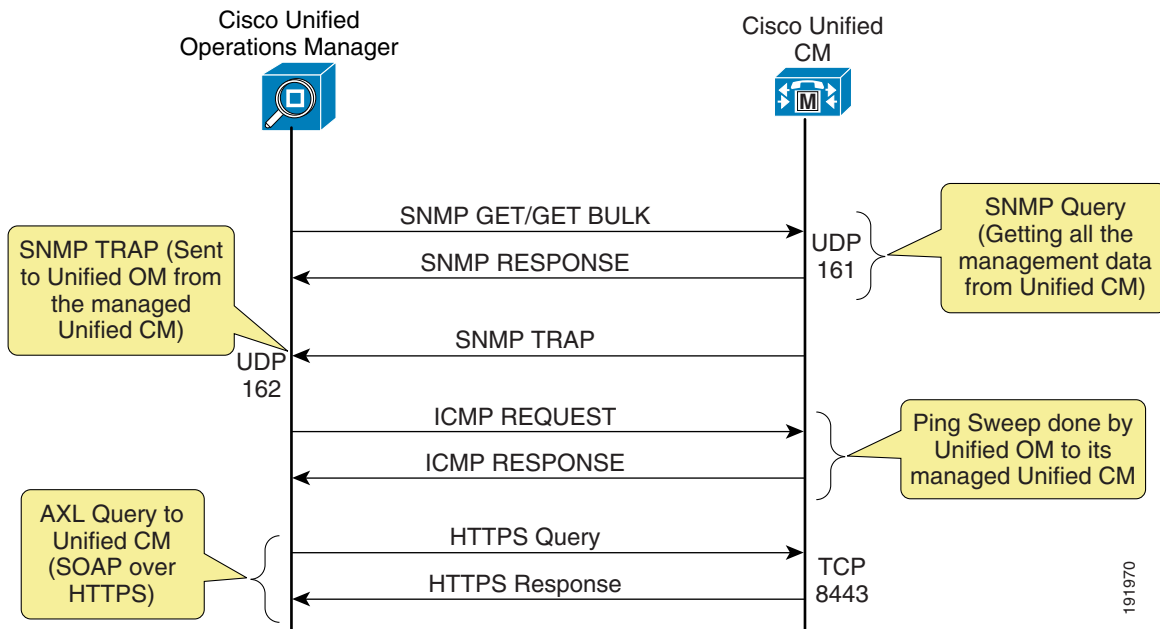 Cisco Unified
Operations Manager
Cisco Unified
CM
M
SNMP GET/GET BULK
UDP
161
SNMP Query
(Getting all the
management data
from Unified CM)
SNMP RESPONSE
SNMP TRAP (Sent
to Unified OM from
the managed
Unified CM)
SNMP TRAP
UDP
162
ICMP REQUEST
ICMP RESPONSE
Ping Sweep done by
Unified OM to its
managed Unified CM
AXL Query to
Unified CM
(SOAP over
HTTPS)
HTTPS Query
HTTPS Response
TCP
8443
191970